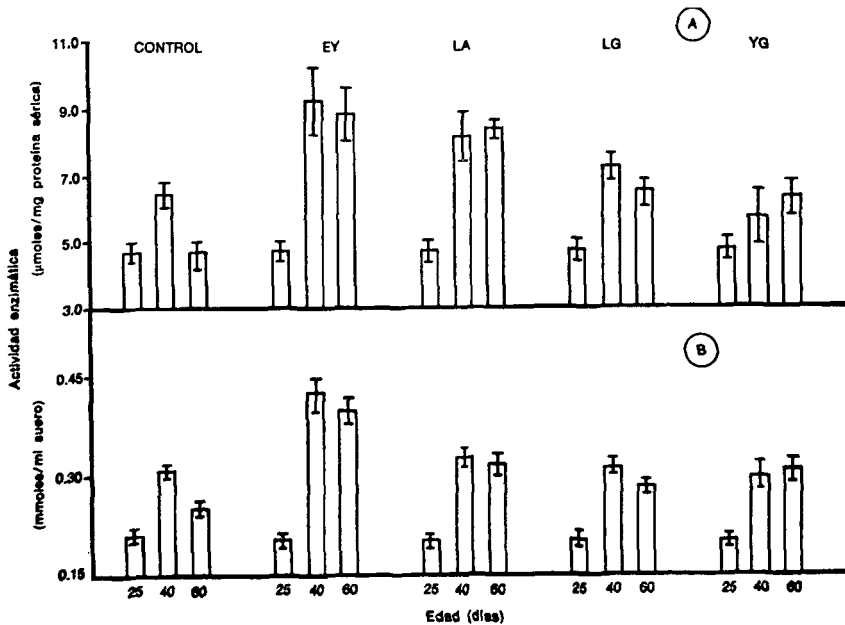 A
CONTROL EY LA LG YG
11.0
9.0
7.0
5.0
3.0
Actividad enzimática
(µmoles/mg proteína sérica)
(mmoles/ml suero)
B
0.45
0.30
0.15
25 40 60 25 40 60 25 40 60 25 40 60 25 40 60
Edad (días)